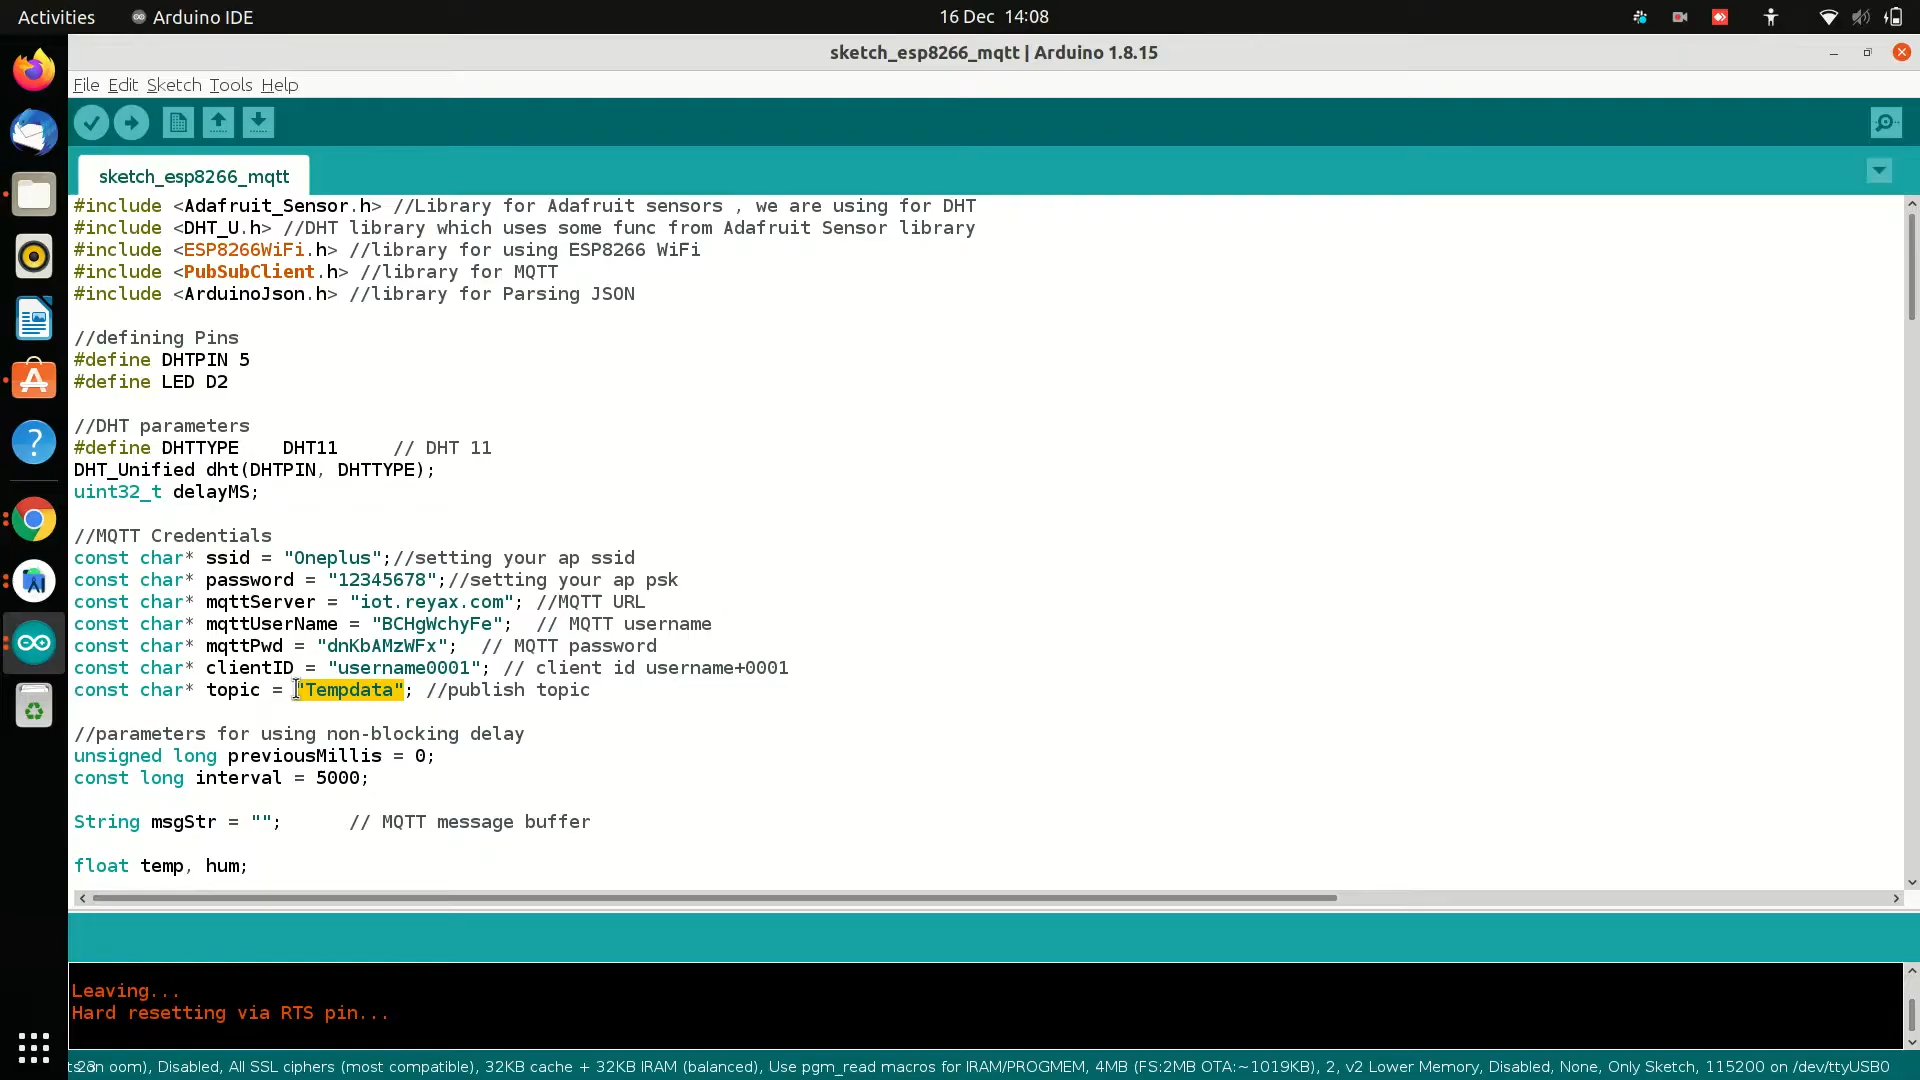 Activities
Arduino IDE
16 Dec 14:08
sketch_esp8266_mqtt | Arduino 1.8.15
File Edit Sketch Tools Help
sketch_esp8266_mqtt
#include <Adafruit_Sensor.h> //Library for Adafruit sensors , we are using for DHT
#include <DHT_U.h> //DHT library which uses some func from Adafruit Sensor library
#include <ESP8266WiFi.h> //library for using ESP8266 WiFi
#include <PubSubClient.h> //library for MQTT
#include <ArduinoJson.h> //library for Parsing JSON
//defining Pins
#define DHTPIN 5
#define LED D2
//DHT parameters
#define DHTTYPE    DHT11     // DHT 11
DHT_Unified dht(DHTPIN, DHTTYPE);
uint32_t delayMS;
//MQTT Credentials
const char* ssid = "Oneplus";//setting your ap ssid
const char* password = "12345678";//setting your ap psk
const char* mqttServer = "iot.reyax.com"; //MQTT URL
const char* mqttUserName = "BCHgWchyFe";  // MQTT username
const char* mqttPwd = "dnKbAMzWFx";  // MQTT password
const char* clientID = "username0001"; // client id username+0001
const char* topic = "Tempdata"; //publish topic
//parameters for using non-blocking delay
unsigned long previousMillis = 0;
const long interval = 5000;
String msgStr = "";      // MQTT message buffer
float temp, hum;
Leaving...
Hard resetting via RTS pin...
oom), Disabled, All SSL ciphers (most compatible), 32KB cache + 32KB IRAM (balanced), Use pgm_read macros for IRAM/PROGMEM, 4MB (FS:2MB OTA:~1019KB), 2, v2 Lower Memory, Disabled, None, Only Sketch, 115200 on /dev/ttyUSB0